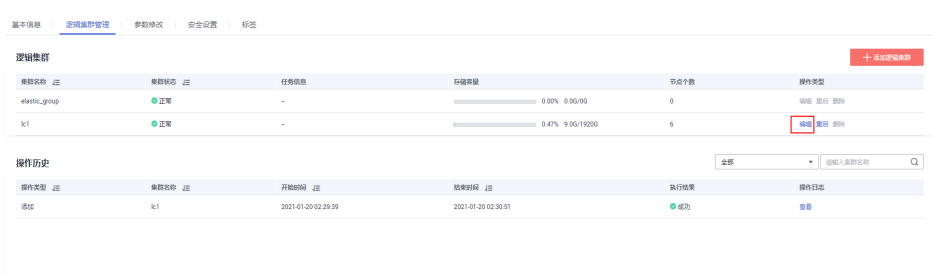 基本信息 逻辑集群管理 参数修改 安全设置 标签
逻辑集群 添加逻辑集群
集群名称 集群状态 任务信息 存储容量 节点个数 操作类型
elastic_group 正常 -- 0.00% 0.0G/0G 0 编辑 重启 删除
lc1 正常 -- 0.47% 9.0G/1920G 6 编辑 重启 删除
操作历史 全部 请输入集群名称
操作类型 集群名称 开始时间 结束时间 执行结果 操作日志
添加 lc1 2021-01-20 02:29:39 2021-01-20 02:30:51 成功 查看